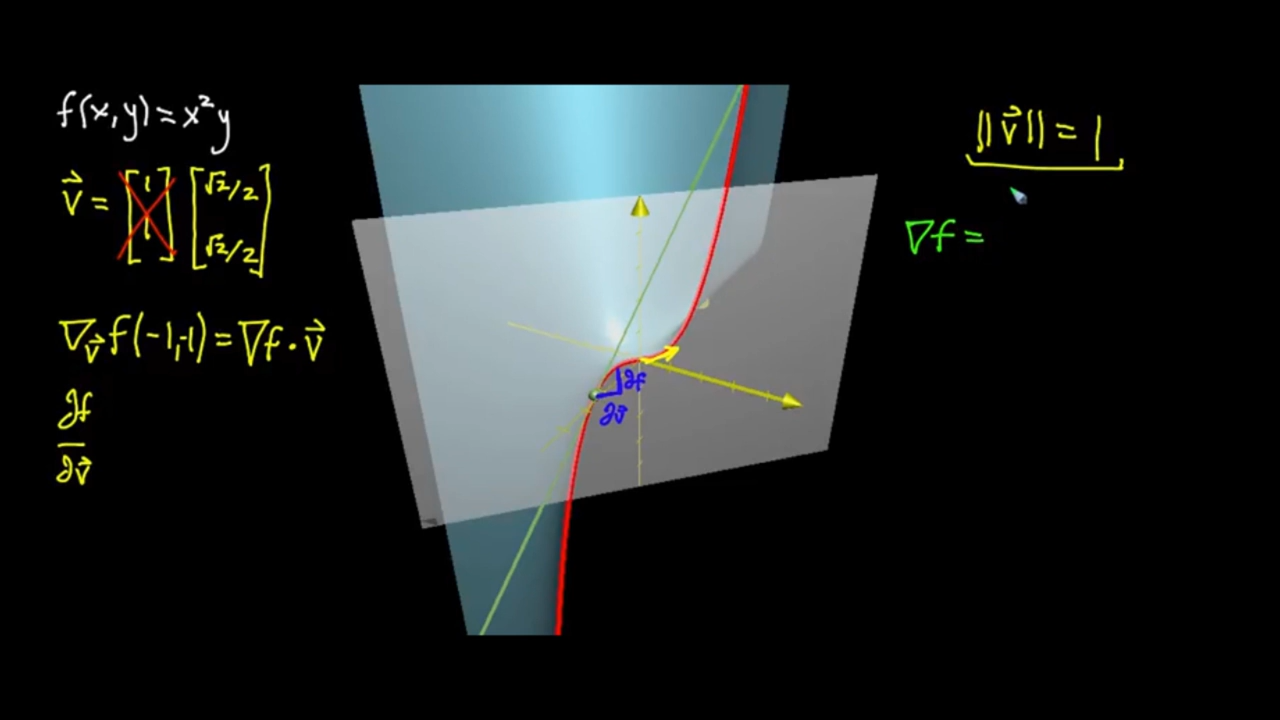 f(x,y)=x²y
v⃗ = [1 1] [√2/2 √2/2]
∇v⃗ f(-1,-1) = ∇f · v⃗
∂f
∂v⃗
∂f
∂v⃗
||v⃗|| = 1
∇f =